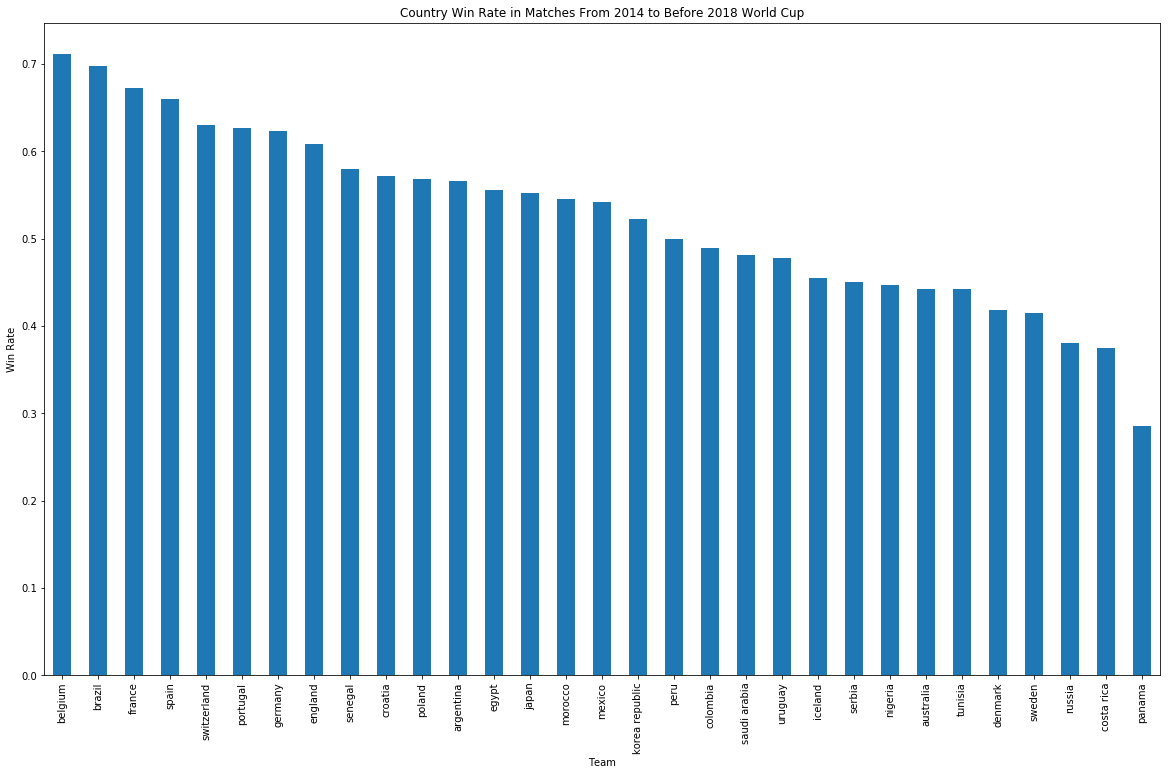 Country Win Rate in Matches From 2014 to Before 2018 World Cup
0.7
0.6
0.5
0.4
0.3
0.2
0.1
0.0
Win Rate
belgium
brazil
france
spain
switzerland
portugal
germany
england
senegal
croatia
poland
argentina
egypt
japan
morocco
mexico
korea republic
peru
colombia
saudi arabia
uruguay
iceland
serbia
nigeria
australia
tunisia
denmark
sweden
russia
costa rica
panama
Team